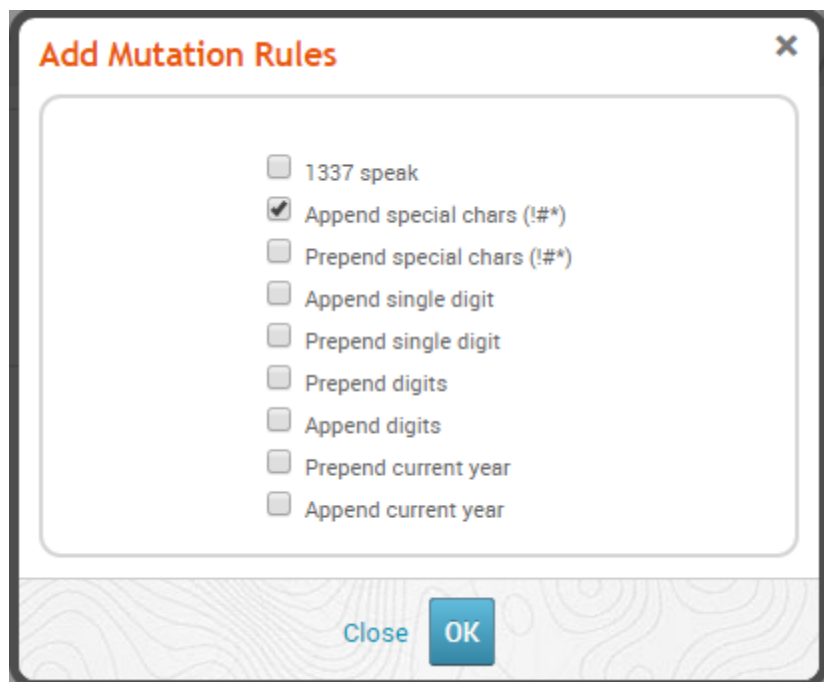 Add Mutation Rules
1337 speak
Append special chars (!#*)
Prepend special chars (!#*)
Append single digit
Prepend single digit
Prepend digits
Append digits
Prepend current year
Append current year
Close OK